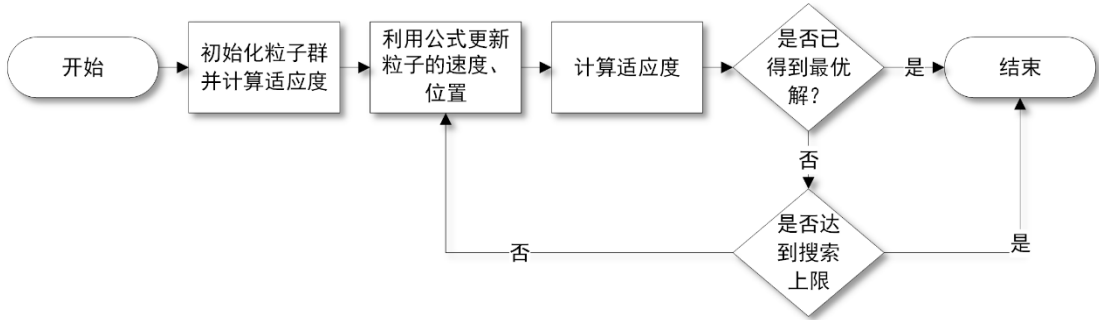 开始
初始化粒子群
并计算适应度
利用公式更新
粒子的速度、
位置
计算适应度
是否已
得到最优
解？
是
结束
否
是否达
到搜索
上限
否
是